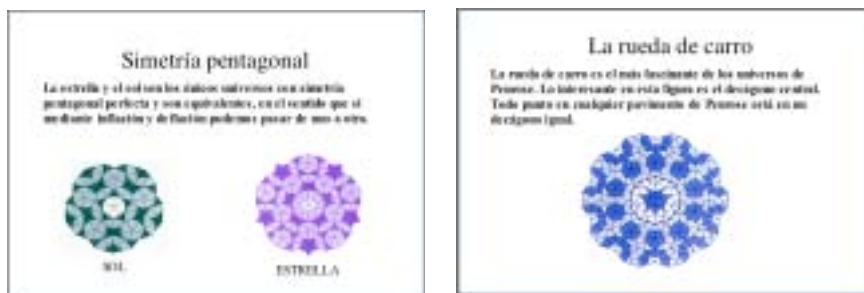 Simetría pentagonal
La estrella y el sol son los únicos universos con simetría
pentagonal perfecta y son equivalentes, en el sentido que si
mediante inflación y deflación podemos pasar de uno a otro.
SOL
ESTRELLA
La rueda de carro
La rueda de carro es el más fascinante de los universos de
Penrose. Lo interesante en esta figura es el decágono central.
Todo punto en cualquier pavimento de Penrose está en un
decágono igual.